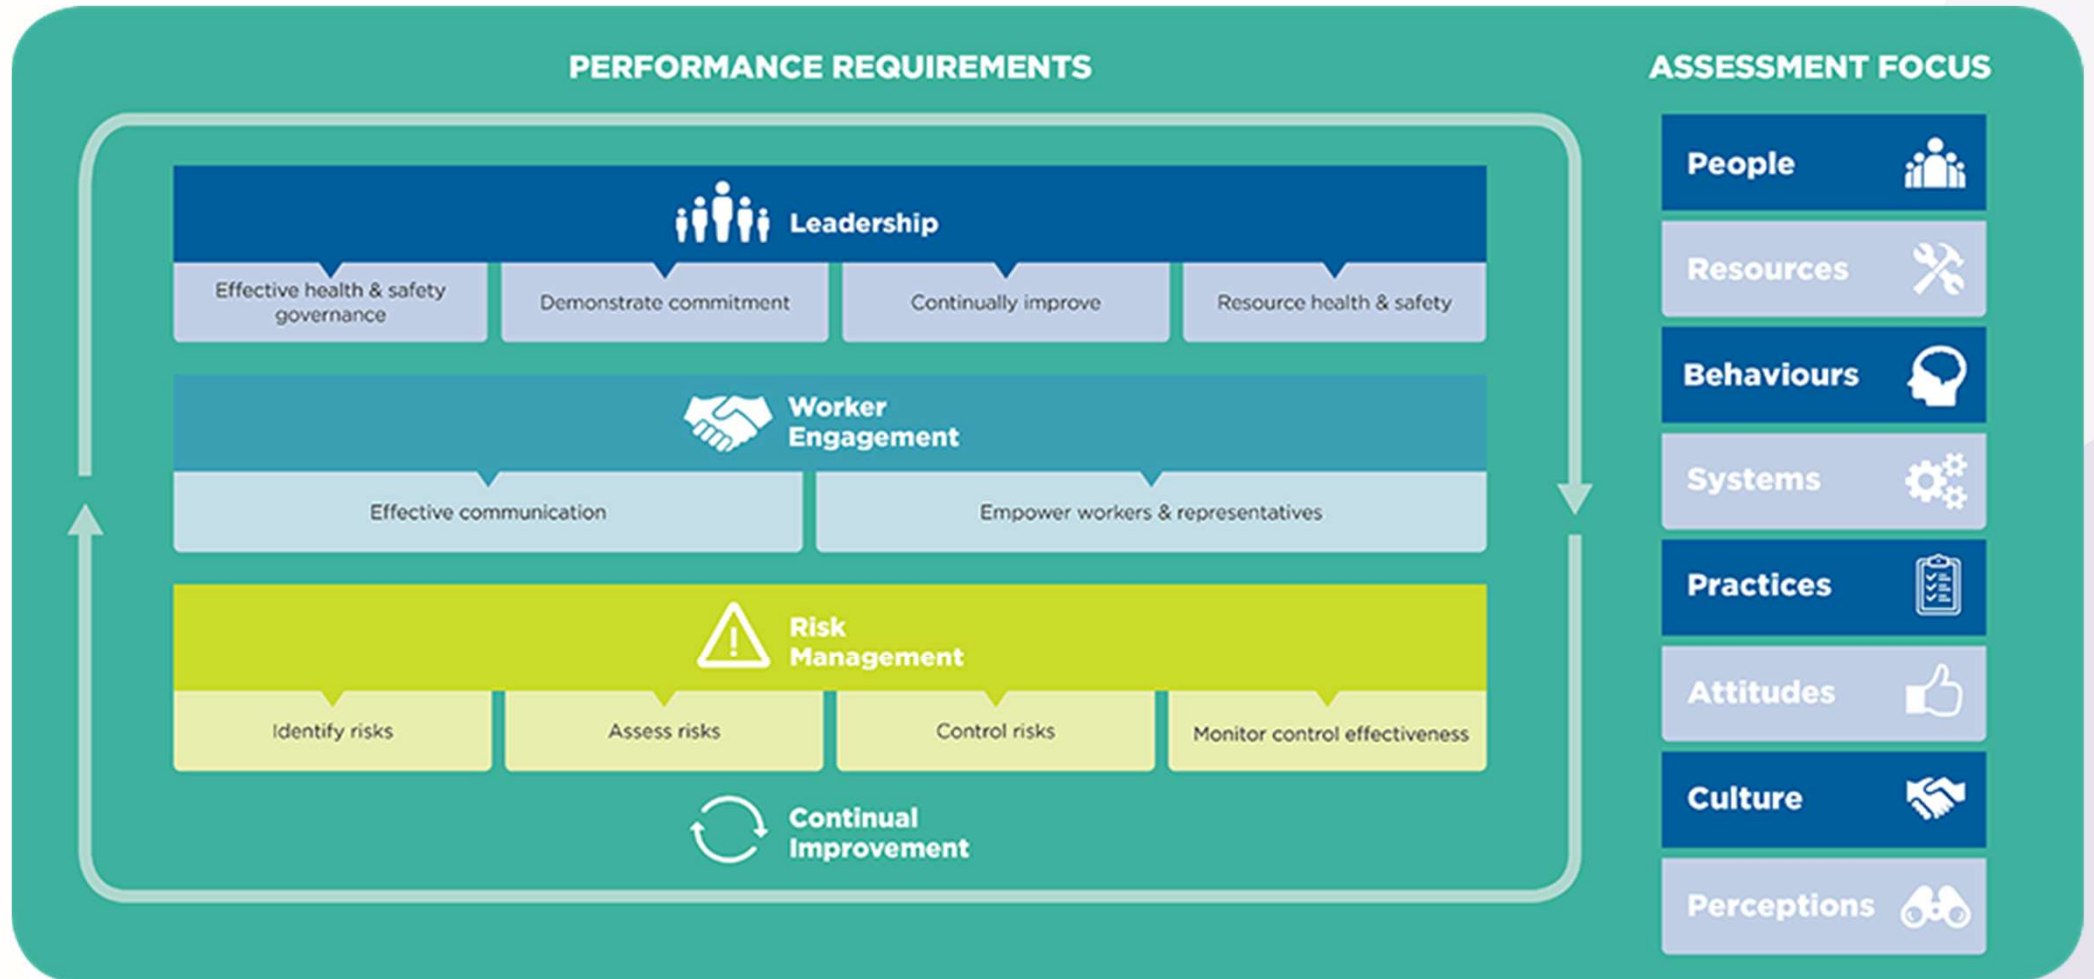 PERFORMANCE REQUIREMENTS
Leadership
Effective health & safety
governance
Demonstrate commitment
Continually improve
Resource health & safety
Worker
Engagement
Effective communication
Empower workers & representatives
Risk
Management
Identify risks
Assess risks
Control risks
Monitor control effectiveness
Continual
Improvement
ASSESSMENT FOCUS
People
Resources
Behaviours
Systems
Practices
Attitudes
Culture
Perceptions